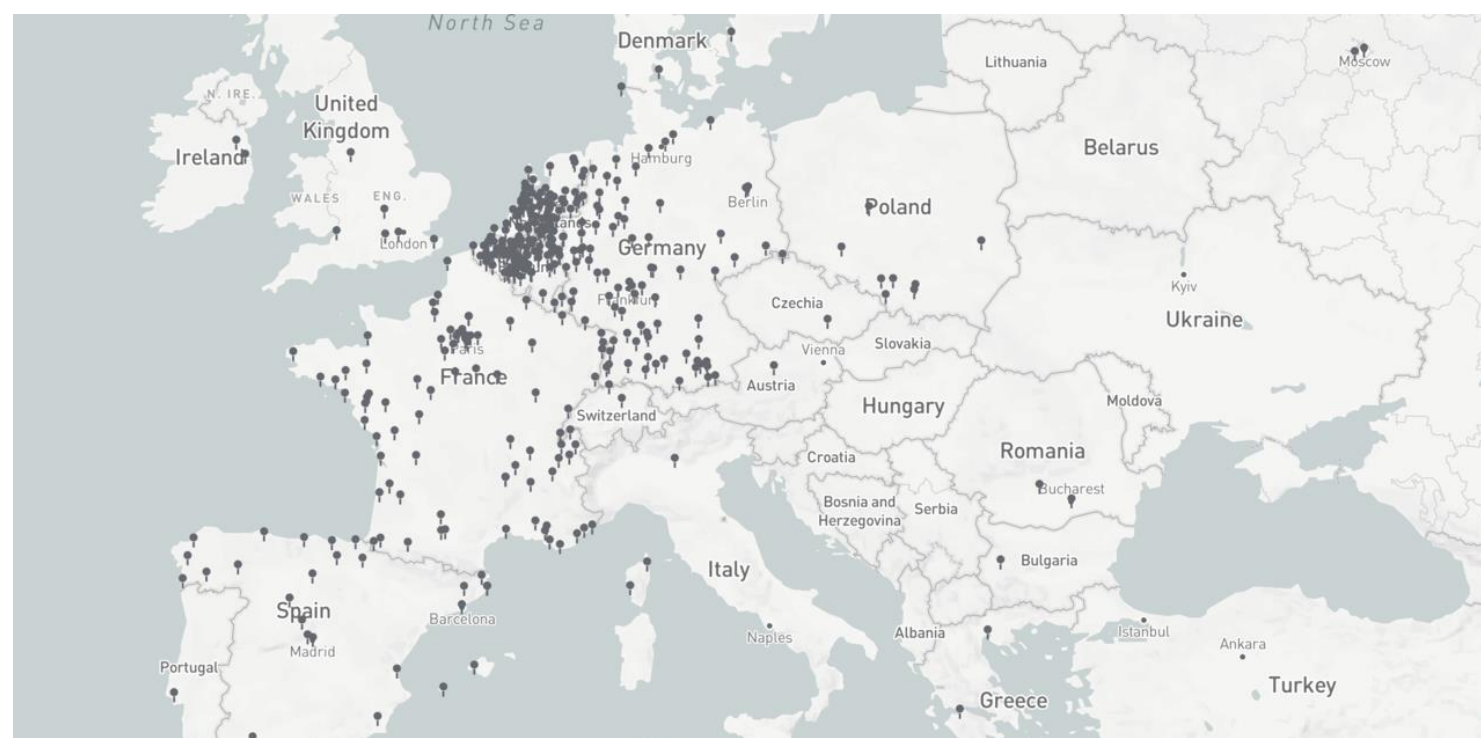 North Sea
Denmark
Lithuania
Moscow
N. IRE.
United
Kingdom
Ireland
Hamburg
Belarus
WALES
ENG.
Berlin
Poland
London
Germany
Kyiv
Ukraine
Czechia
Slovakia
Vienna
Paris
France
Austria
Switzerland
Hungary
Moldova
Croatia
Romania
Bucharest
Bosnia and
Herzegovina
Serbia
Bulgaria
Italy
Spain
Barcelona
Madrid
Naples
Albania
Istanbul
Ankara
Portugal
Greece
Turkey